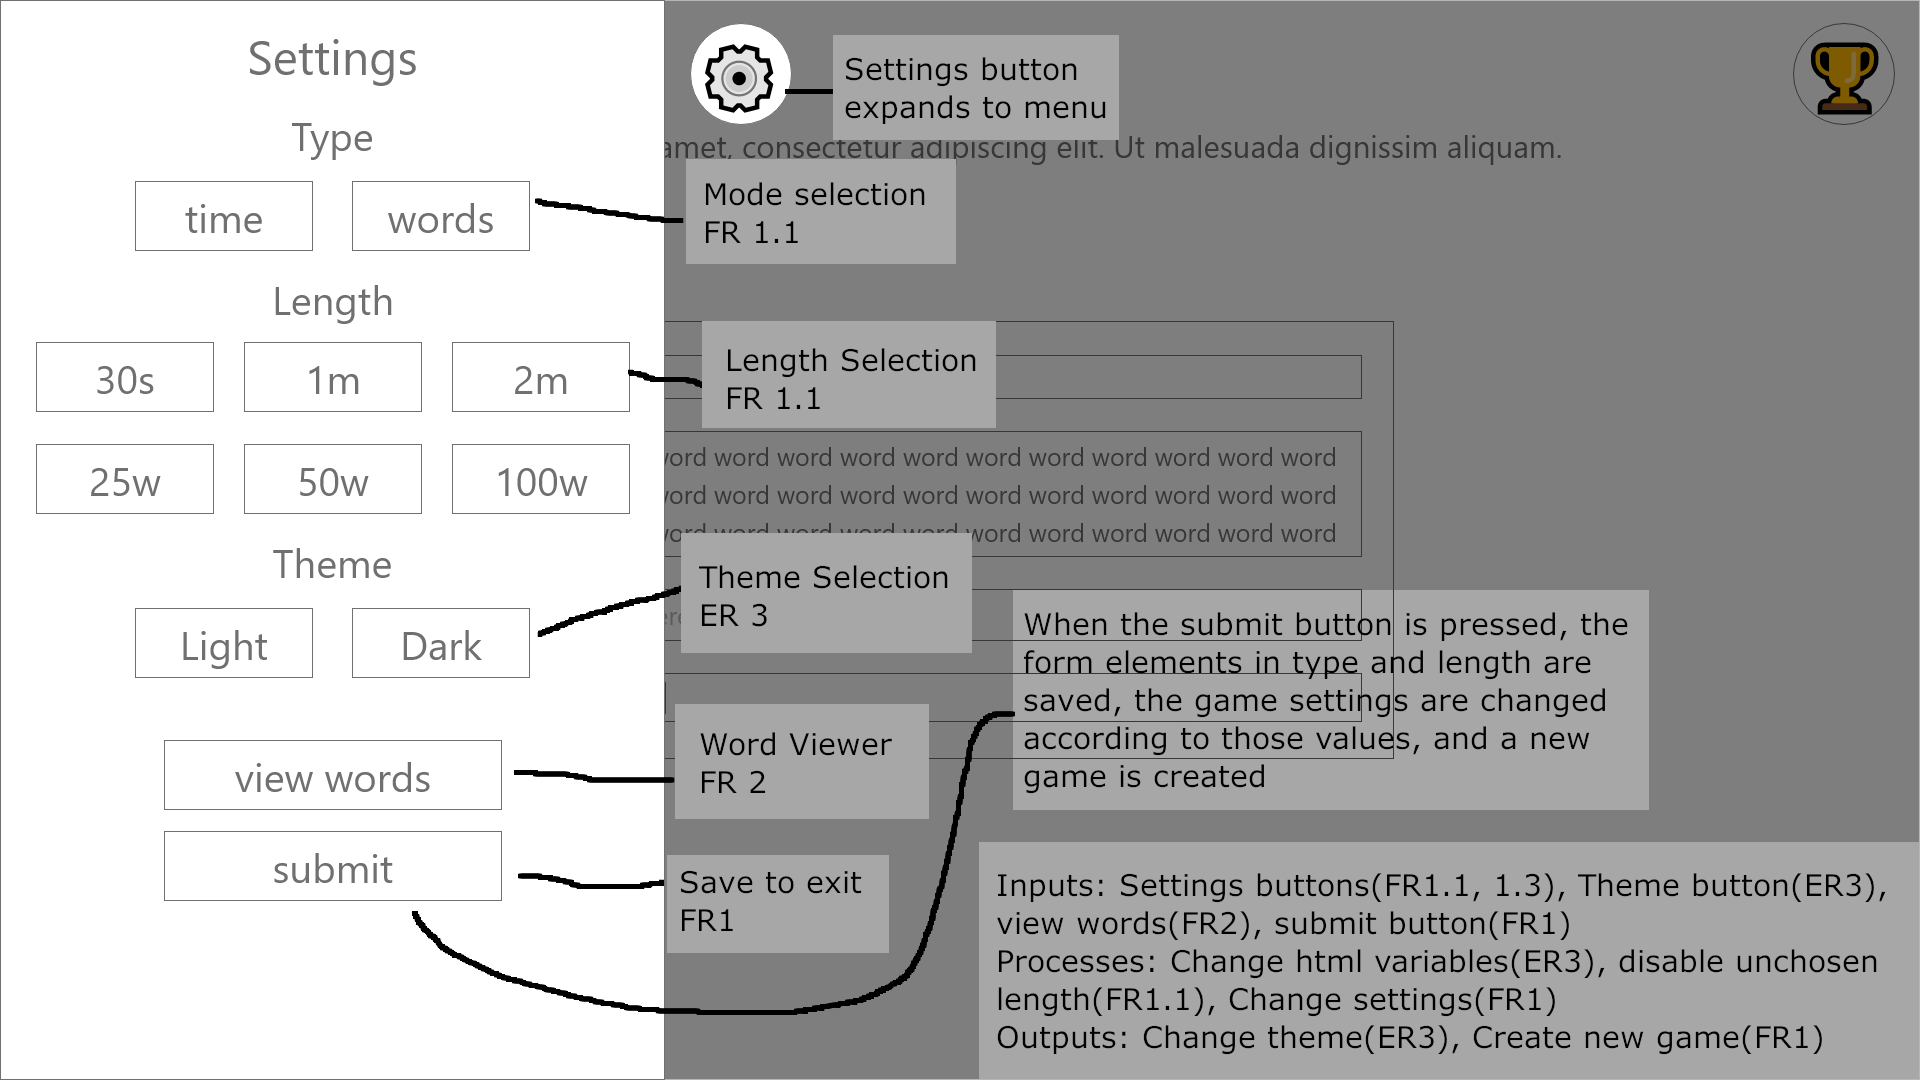 Settings
Type
time
words
Length
30s
1m
2m
25w
50w
100w
Theme
Light
Dark
view words
submit
Settings button
expands to menu
amet, consectetur adipiscing elit. Ut malesuada dignissim aliquam.
Mode selection
FR 1.1
Length Selection
FR 1.1
word word word word word word word word word word
word word word word word word word word word word
word word word word word word word word word word
Theme Selection
ER 3
Word Viewer
FR 2
Save to exit
FR1
When the submit button is pressed, the
form elements in type and length are
saved, the game settings are changed
according to those values, and a new
game is created
Inputs: Settings buttons(FR1.1, 1.3), Theme button(ER3),
view words(FR2), submit button(FR1)
Processes: Change html variables(ER3), disable unchosen
length(FR1.1), Change settings(FR1)
Outputs: Change theme(ER3), Create new game(FR1)